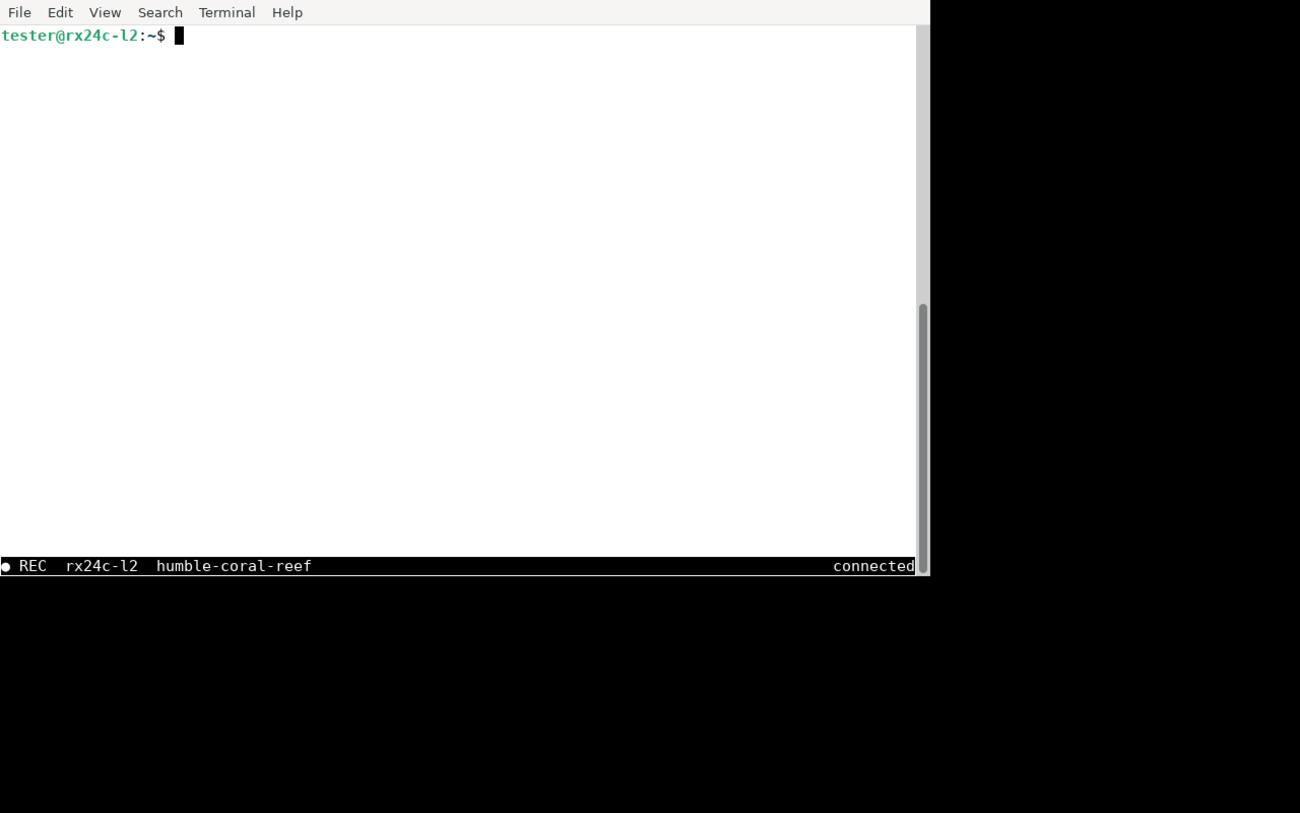 File Edit View Search Terminal Help
tester@rx24c-l2:~$
● REC rx24c-l2 humble-coral-reef connected